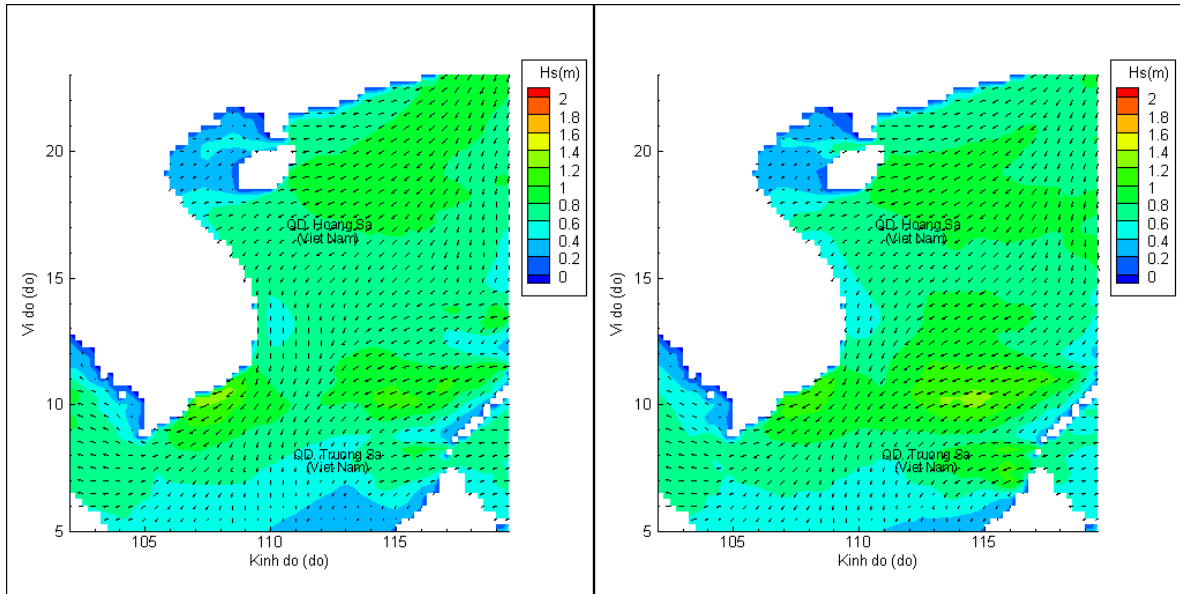 Hs(m)
2
1.8
1.6
1.4
1.2
1
0.8
0.6
0.4
0.2
0
20
15
10
5
Vi do (do)
QD. Hoang Sa
(Viet Nam)
QD. Truong Sa
(Viet Nam)
105
110
115
Kinh do (do)
Hs(m)
2
1.8
1.6
1.4
1.2
1
0.8
0.6
0.4
0.2
0
20
15
10
5
Vi do (do)
QD. Hoang Sa
(Viet Nam)
QD. Truong Sa
(Viet Nam)
105
110
115
Kinh do (do)